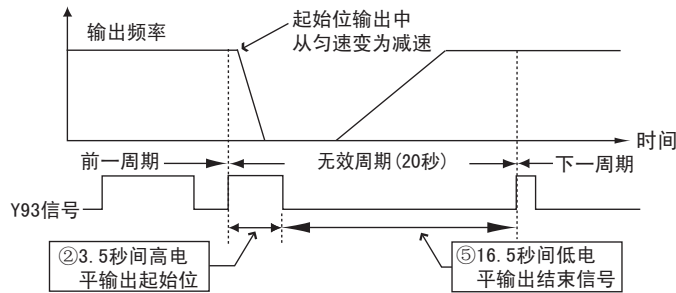 输出频率
起始位输出中
从匀速变为减速
时间
前一周期
无效周期(20秒)
下一周期
Y93信号
②3.5秒间高电
平输出起始位
⑤16.5秒间低电
平输出结束信号